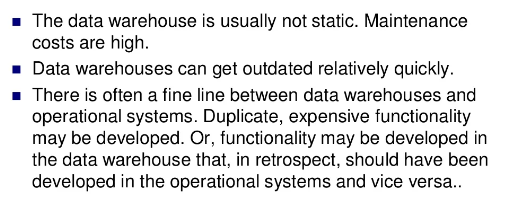 The data warehouse is usually not static. Maintenance
costs are high.
Data warehouses can get outdated relatively quickly.
There is often a fine line between data warehouses and
operational systems. Duplicate, expensive functionality
may be developed. Or, functionality may be developed in
the data warehouse that, in retrospect, should have been
developed in the operational systems and vice versa..